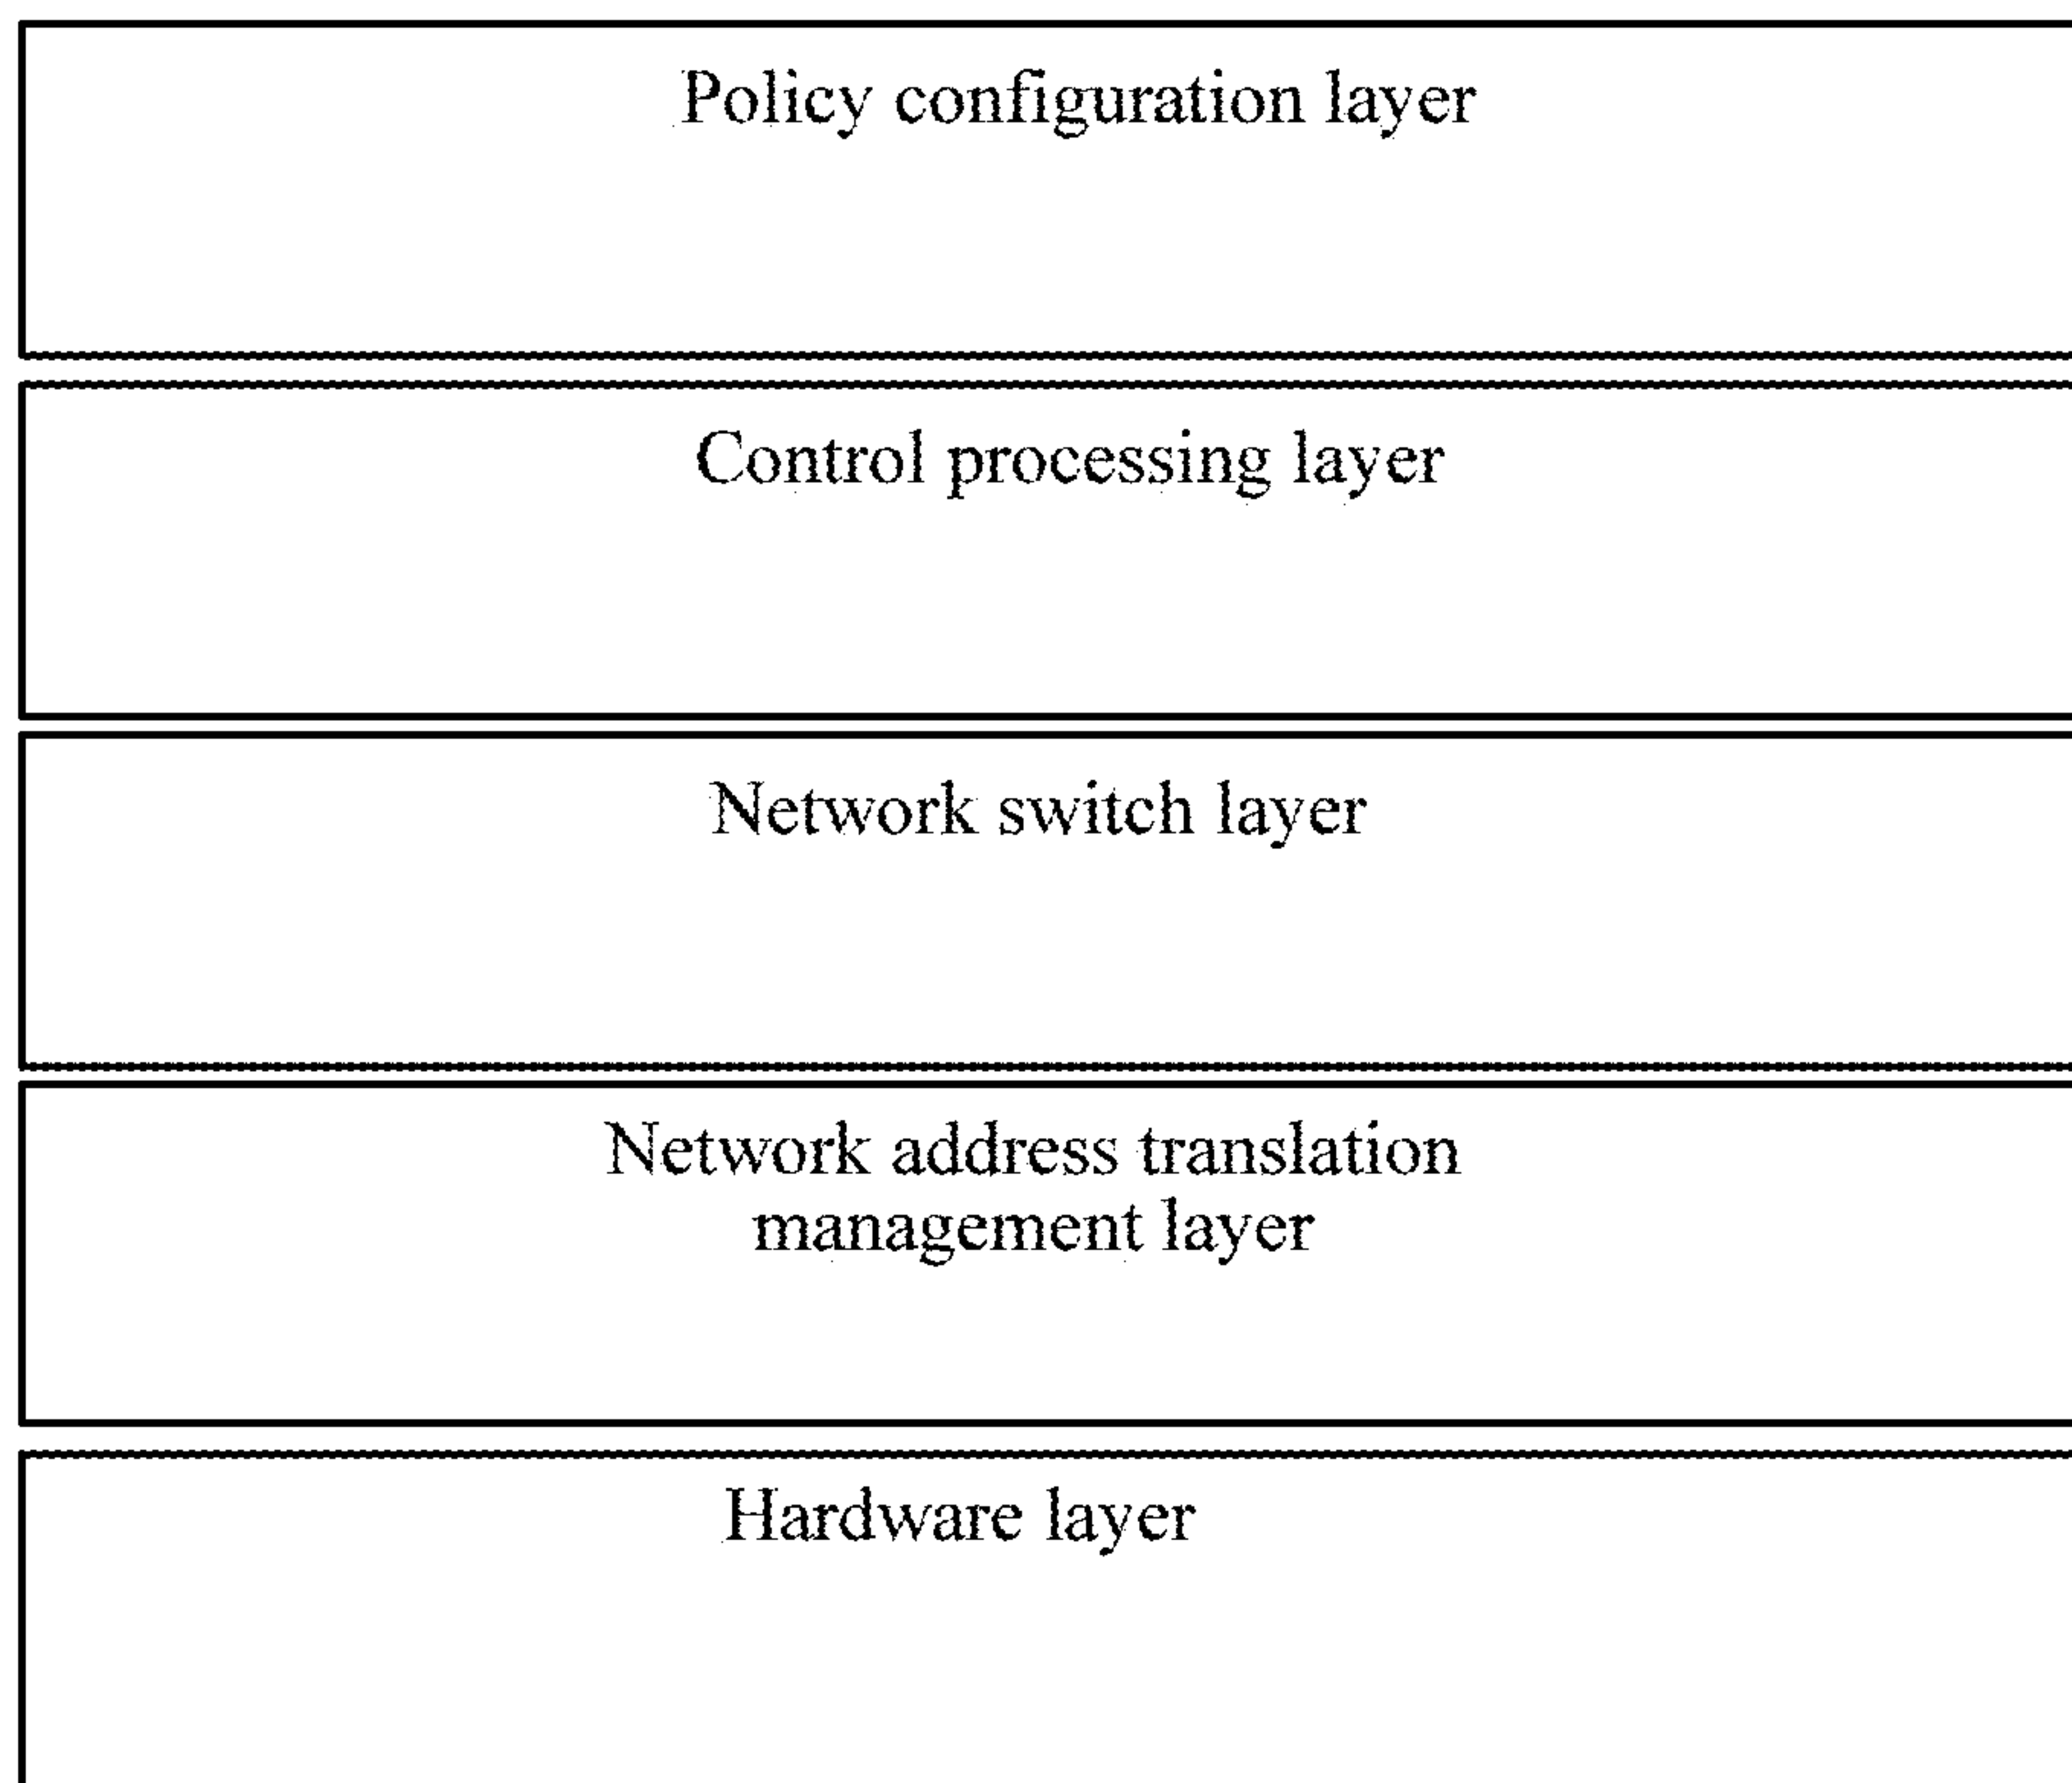 Policy configuration layer
Control processing layer
Network switch layer
Network address translation
management layer
Hardware layer